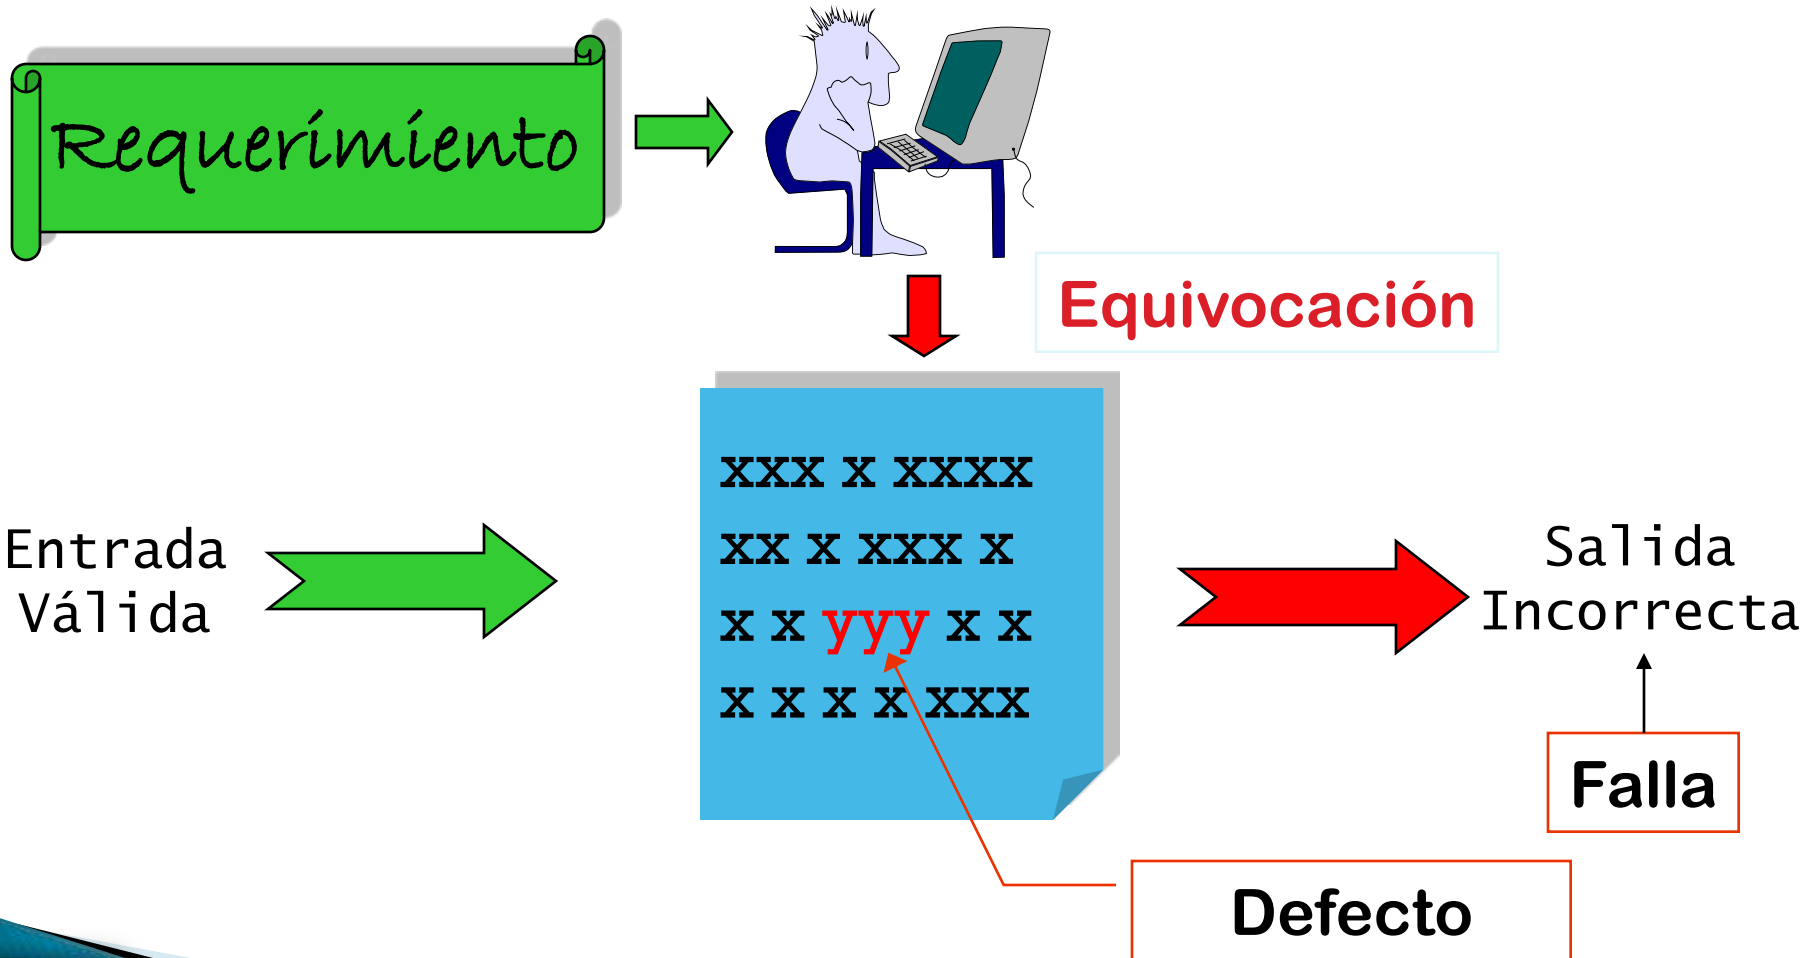 Requerimiento
Equivocación
xxx x xxxx
xx x xxx x
x x yyy x x
x x x x xxx
Entrada
Válida
Salida
Incorrecta
Falla
Defecto